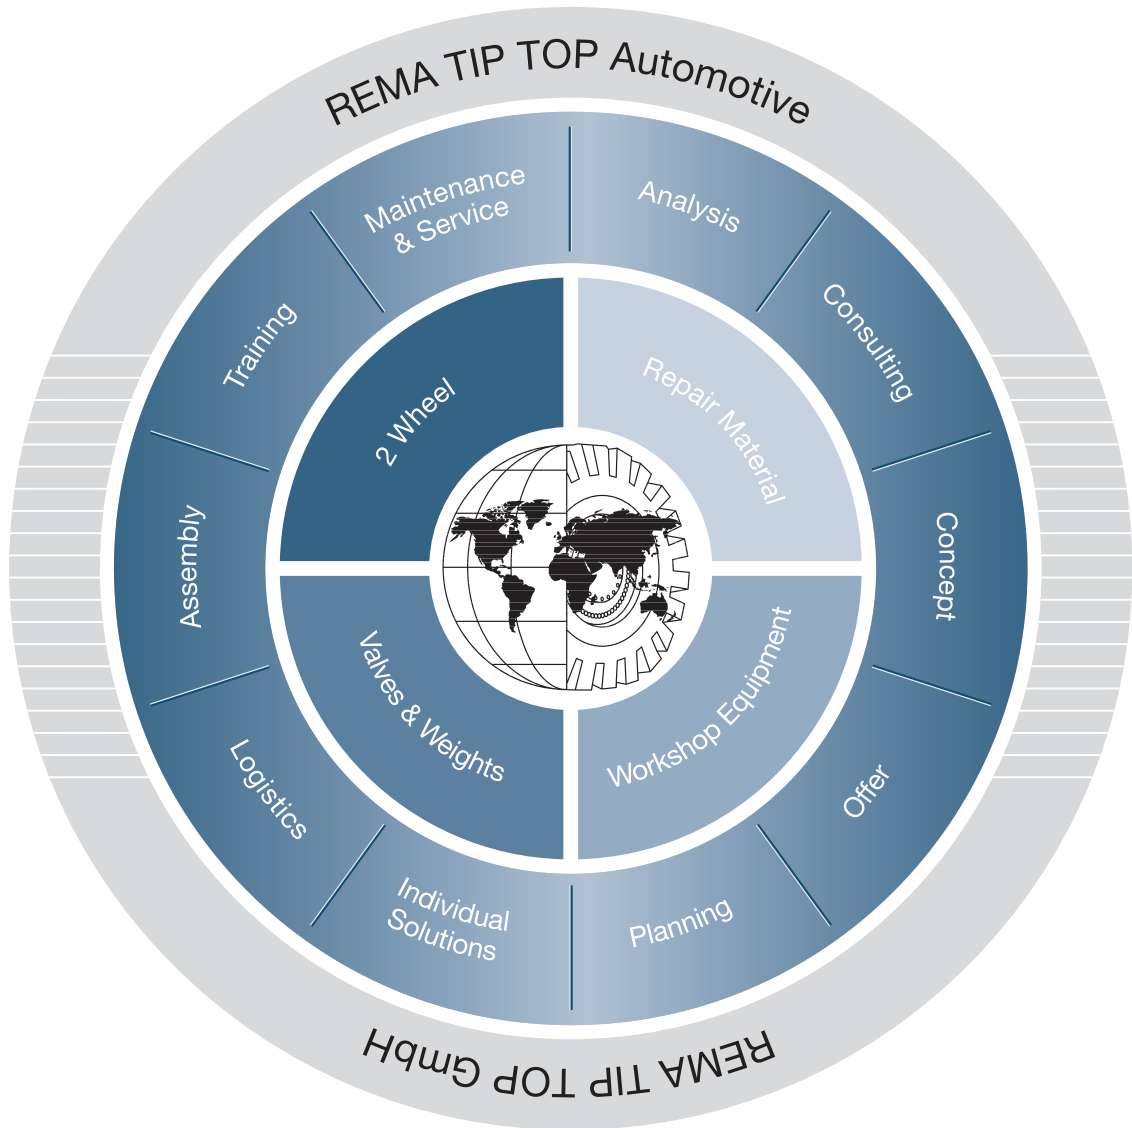 REMA TIP TOP Automotive
Maintenance
& Service
Analysis
Consulting
Concept
Offer
Planning
Individual
Solutions
Logistics
Assembly
Training
2 Wheel
Repair Material
Workshop Equipment
Valves & Weights
REMA TIP TOP GmbH